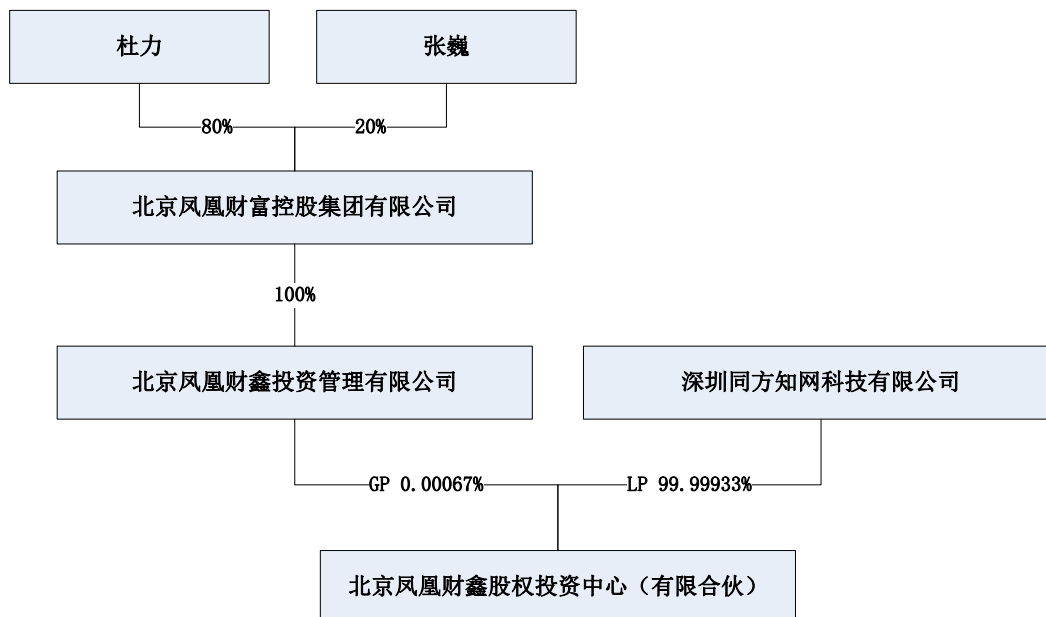 杜力
张巍
80%
20%
北京凤凰财富控股集团有限公司
100%
北京凤凰财鑫投资管理有限公司
深圳同方知网科技有限公司
GP 0.00067%
LP 99.99933%
北京凤凰财鑫股权投资中心（有限合伙）